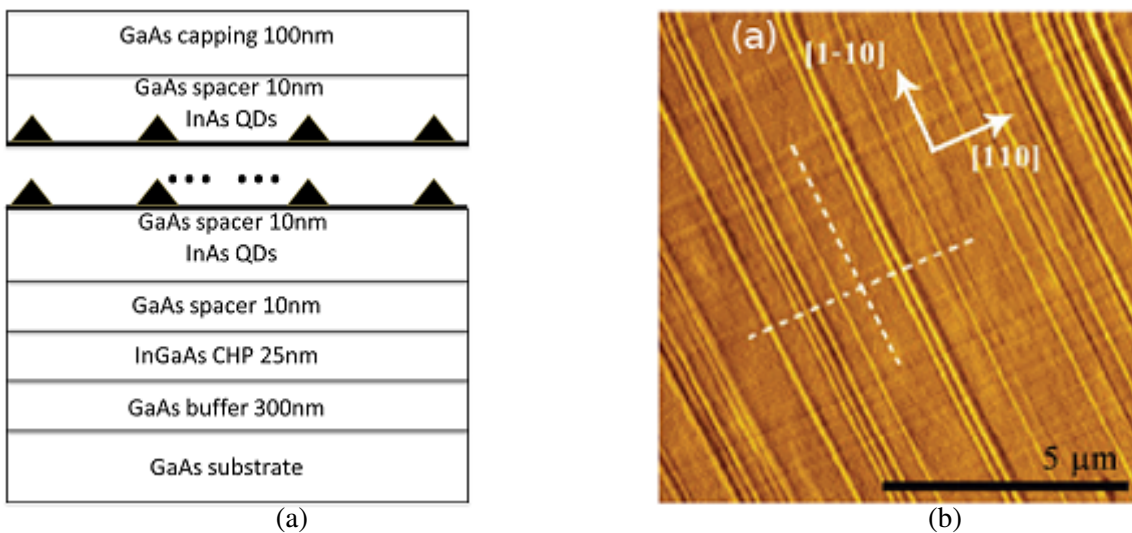 GaAs capping 100nm
GaAs spacer 10nm
InAs QDs
GaAs spacer 10nm
InAs QDs
GaAs spacer 10nm
InGaAs CHP 25nm
GaAs buffer 300nm
GaAs substrate
(a)
(a)
[1-10]
[110]
5 μm
(b)